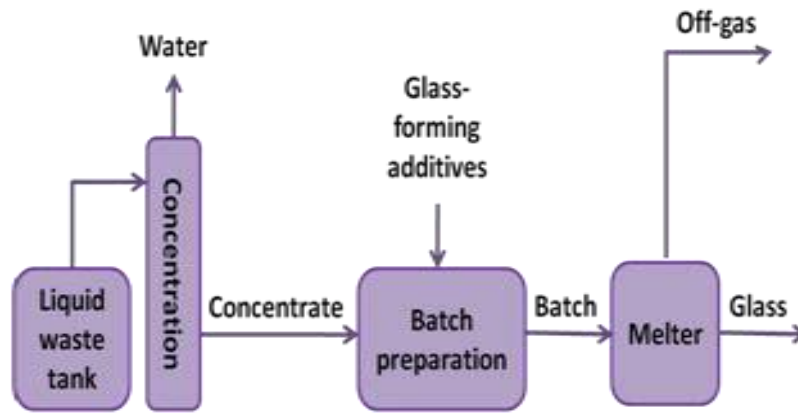 Off-gas
Water
Glass-
forming
additives
Concentration
Liquid
waste
tank
Concentrate
Batch
preparation
Batch
Melter
Glass